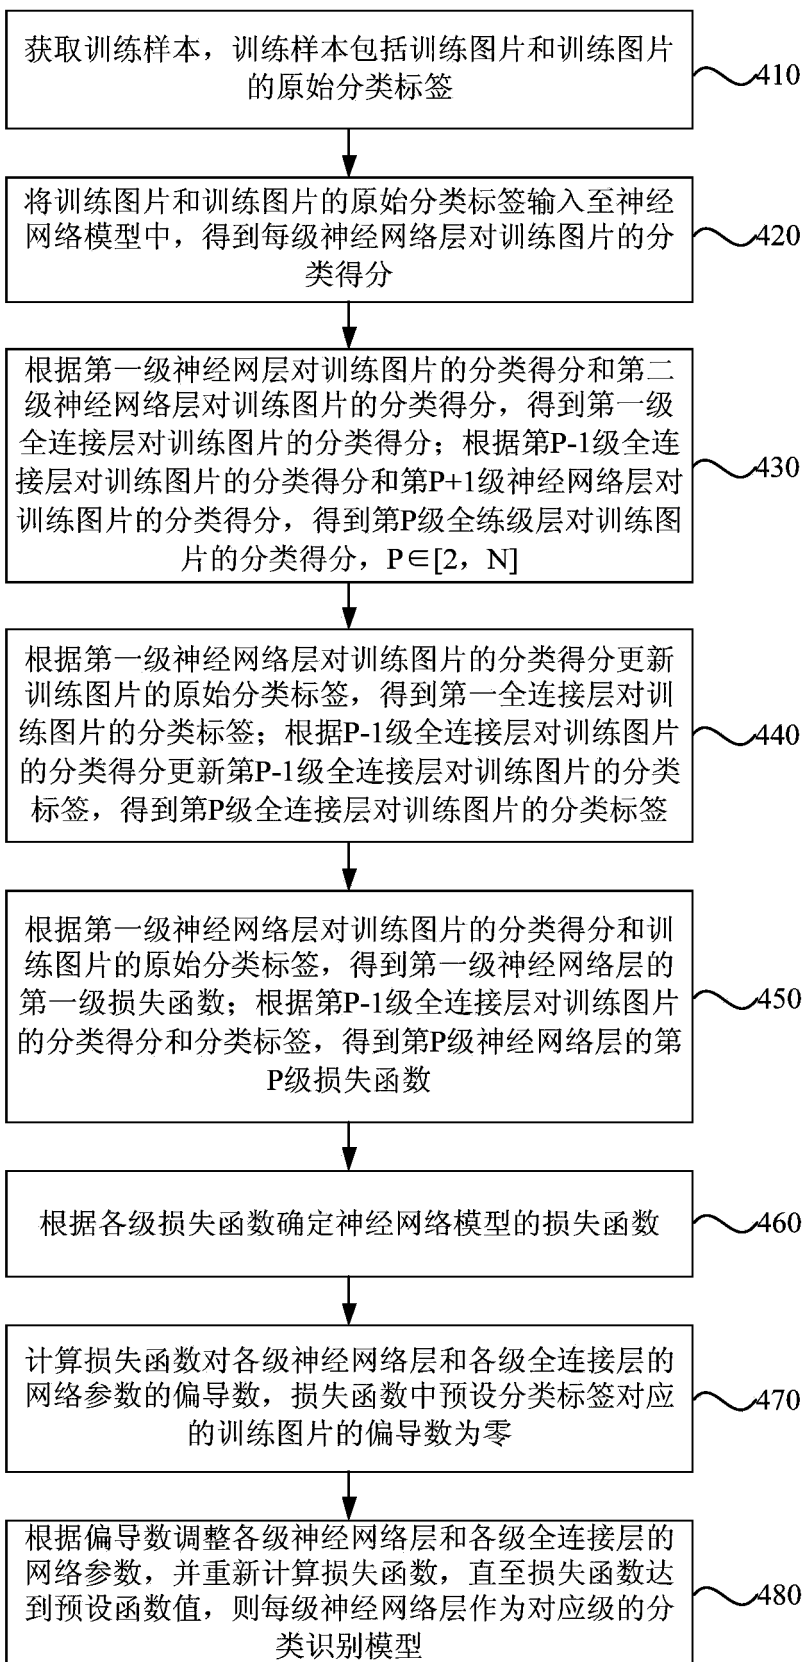 获取训练样本，训练样本包括训练图片和训练图片
的原始分类标签
410
将训练图片和训练图片的原始分类标签输入至神经
网络模型中，得到每级神经网络层对训练图片的分
类得分
420
根据第一级神经网层对训练图片的分类得分和第二
级神经网络层对训练图片的分类得分，得到第一级
全连接层对训练图片的分类得分；根据第P-1级全连
接层对训练图片的分类得分和第P+1级神经网络层对
训练图片的分类得分，得到第P级全练级层对训练图
片的分类得分，P∈[2，N]
430
根据第一级神经网络层对训练图片的分类得分更新
训练图片的原始分类标签，得到第一全连接层对训
练图片的分类标签；根据P-1级全连接层对训练图片
的分类得分更新第P-1级全连接层对训练图片的分类
标签，得到第P级全连接层对训练图片的分类标签
440
根据第一级神经网络层对训练图片的分类得分和训
练图片的原始分类标签，得到第一级神经网络层的
第一级损失函数；根据第P-1级全连接层对训练图片
的分类得分和分类标签，得到第P级神经网络层的第
P级损失函数
450
根据各级损失函数确定神经网络模型的损失函数
460
计算损失函数对各级神经网络层和各级全连接层的
网络参数的偏导数，损失函数中预设分类标签对应
的训练图片的偏导数为零
470
根据偏导数调整各级神经网络层和各级全连接层的
网络参数，并重新计算损失函数，直至损失函数达
到预设函数值，则每级神经网络层作为对应级的分
类识别模型
480